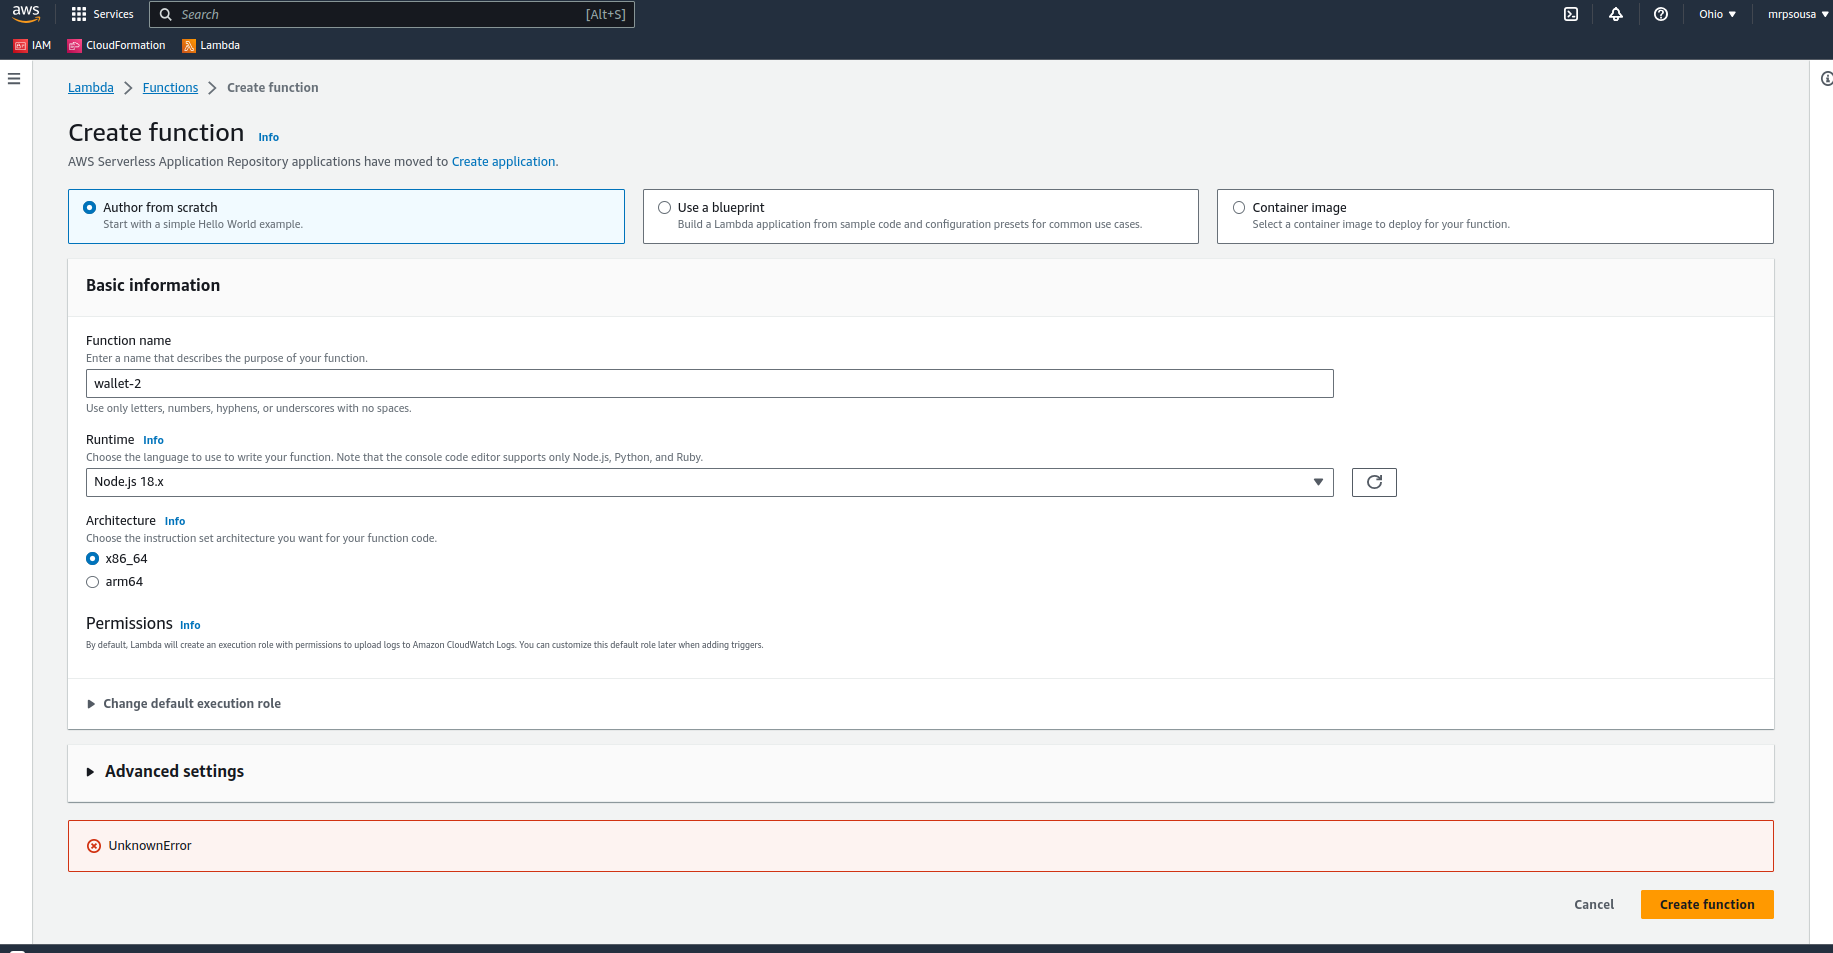 aws
Services
Search
[Alt+S]
Ohio
mrpsousa
IAM
CloudFormation
Lambda
Lambda
Functions
Create function
Create function
Info
AWS Serverless Application Repository applications have moved to Create application.
Author from scratch
Start with a simple Hello World example.
Use a blueprint
Build a Lambda application from sample code and configuration presets for common use cases.
Container image
Select a container image to deploy for your function.
Basic information
Function name
Enter a name that describes the purpose of your function.
wallet-2
Use only letters, numbers, hyphens, or underscores with no spaces.
Runtime
Info
Choose the language to use to write your function. Note that the console code editor supports only Node.js, Python, and Ruby.
Node.js 18.x
Architecture
Info
Choose the instruction set architecture you want for your function code.
x86_64
arm64
Permissions
Info
By default, Lambda will create an execution role with permissions to upload logs to Amazon CloudWatch Logs. You can customize this default role later when adding triggers.
Change default execution role
Advanced settings
UnknownError
Cancel
Create function